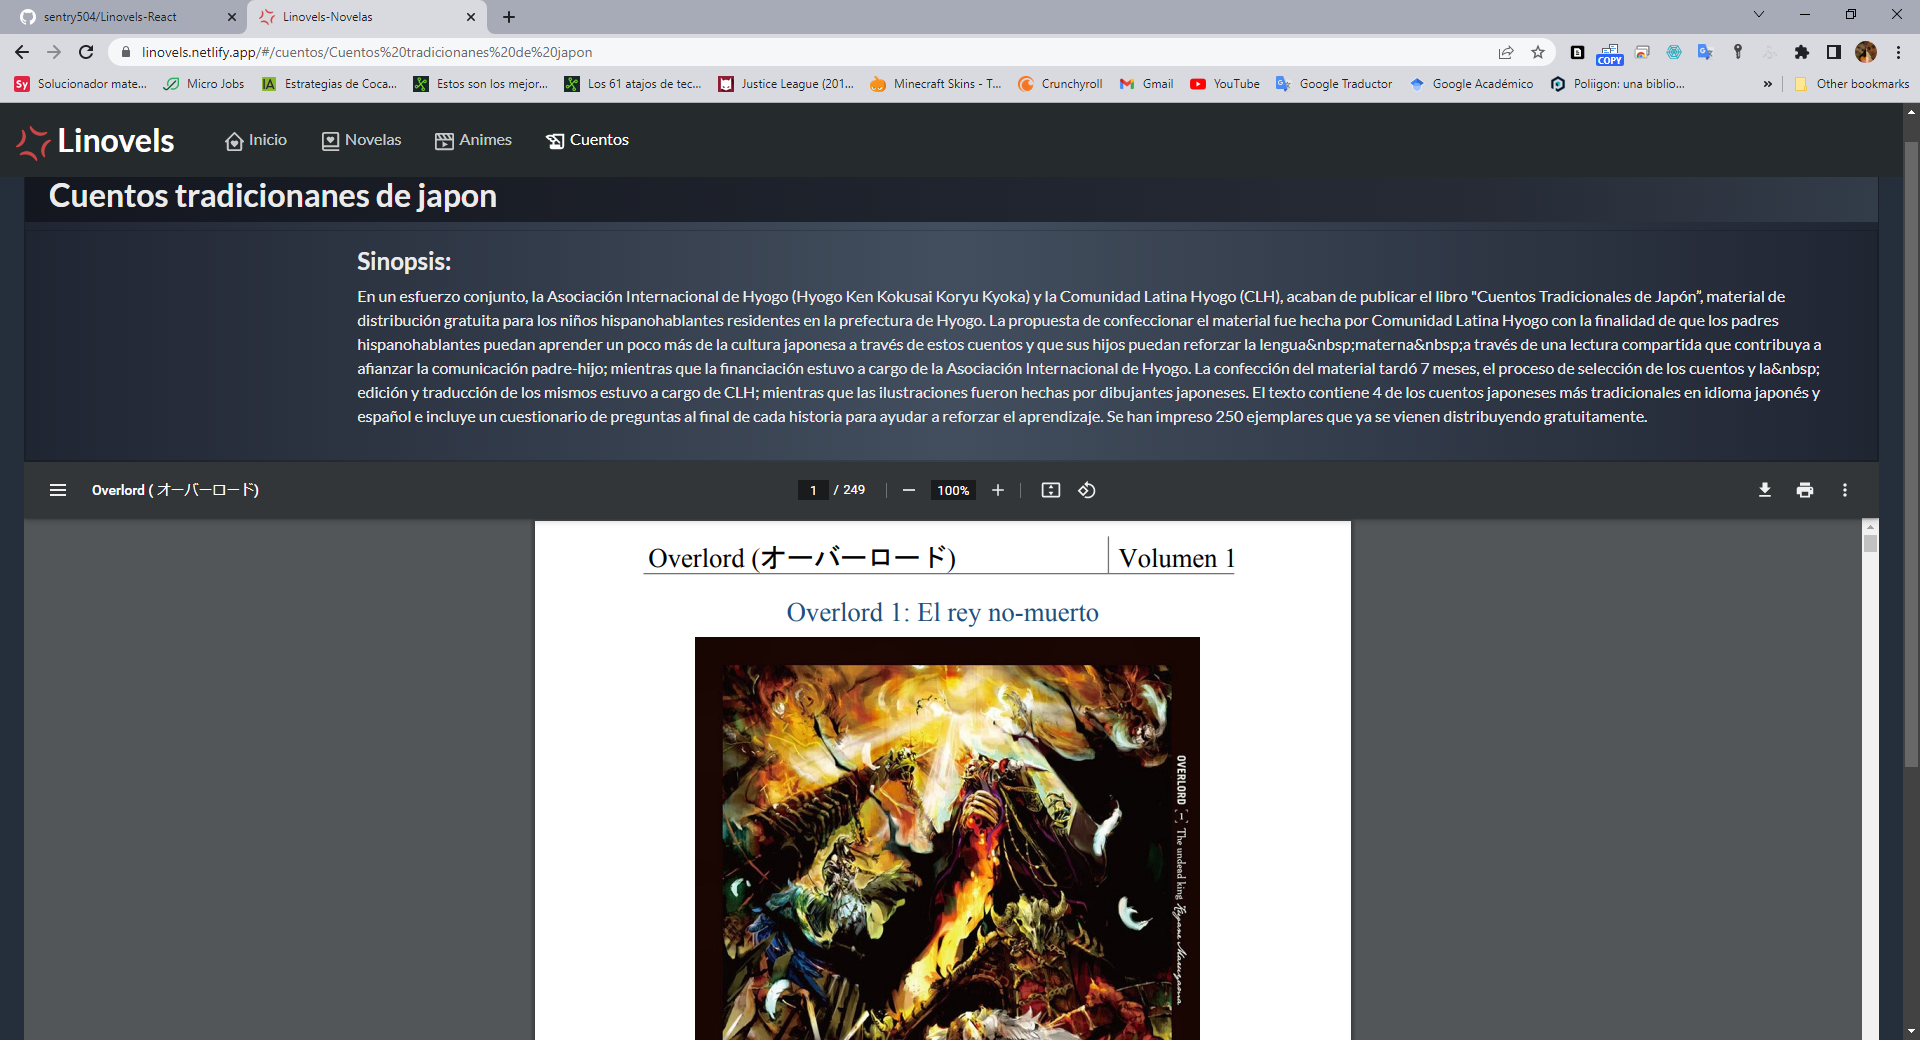 sentry504/Linovels-React
Linovels-Novelas
linovels.netlify.app/#/cuentos/Cuentos%20tradicionanes%20de%20japon
COPY
Sy Solucionador mate...
Micro Jobs
IA Estrategias de Coca...
Estos son los mejor...
Los 61 atajos de tec...
Justice League (201...
Minecraft Skins - T...
Crunchyroll
Gmail
YouTube
Google Traductor
Google Académico
Poliigon: una biblio...
»
Other bookmarks
Linovels
Inicio
Novelas
Animes
Cuentos
Cuentos tradicionanes de japon
Sinopsis:
En un esfuerzo conjunto, la Asociación Internacional de Hyogo (Hyogo Ken Kokusai Koryu Kyoka) y la Comunidad Latina Hyogo (CLH), acaban de publicar el libro "Cuentos Tradicionales de Japón”, material de
distribución gratuita para los niños hispanohablantes residentes en la prefectura de Hyogo. La propuesta de confeccionar el material fue hecha por Comunidad Latina Hyogo con la finalidad de que los padres
hispanohablantes puedan aprender un poco más de la cultura japonesa a través de estos cuentos y que sus hijos puedan reforzar la lengua&nbsp;materna&nbsp;a través de una lectura compartida que contribuya a
afianzar la comunicación padre-hijo; mientras que la financiación estuvo a cargo de la Asociación Internacional de Hyogo. La confección del material tardó 7 meses, el proceso de selección de los cuentos y la&nbsp;
edición y traducción de los mismos estuvo a cargo de CLH; mientras que las ilustraciones fueron hechas por dibujantes japoneses. El texto contiene 4 de los cuentos japoneses más tradicionales en idioma japonés y
español e incluye un cuestionario de preguntas al final de cada historia para ayudar a reforzar el aprendizaje. Se han impreso 250 ejemplares que ya se vienen distribuyendo gratuitamente.
Overlord ( オーバーロード)
1 / 249
100%
Overlord (オーバーロード)
Volumen 1
Overlord 1: El rey no-muerto
OVERLORD [-1-] The undead king Kugane Maruyama